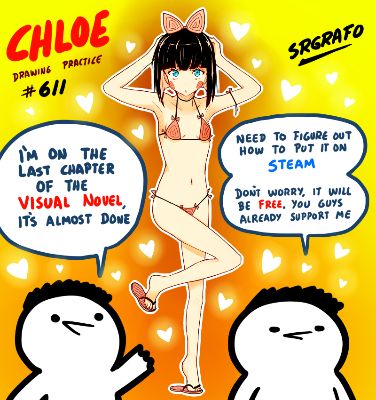 CHLOE
DRAWING PRACTICE
#611
SRGRAFO
I'M ON THE
LAST CHAPTER
OF THE
VISUAL NOVEL,
IT'S ALMOST DONE
NEED TO FIGURE OUT
HOW TO PUT IT ON
STEAM
DON'T WORRY, IT WILL
BE FREE. YOU GUYS
ALREADY SUPPORT ME